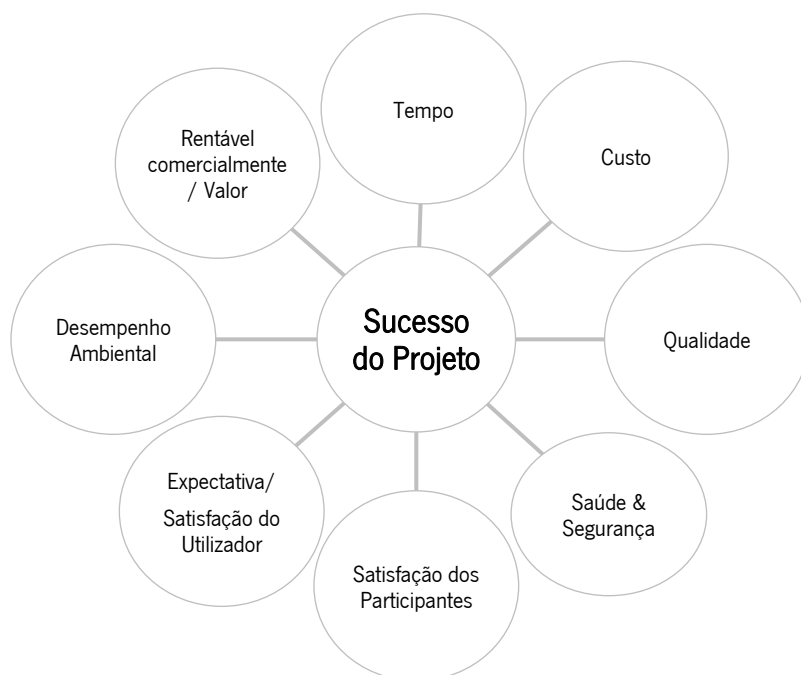 Tempo
Custo
Rentável
comercialmente
/ Valor
Desempenho
Ambiental
Sucesso
do Projeto
Qualidade
Expectativa/
Satisfação do
Utilizador
Saúde &
Segurança
Satisfação dos
Participantes